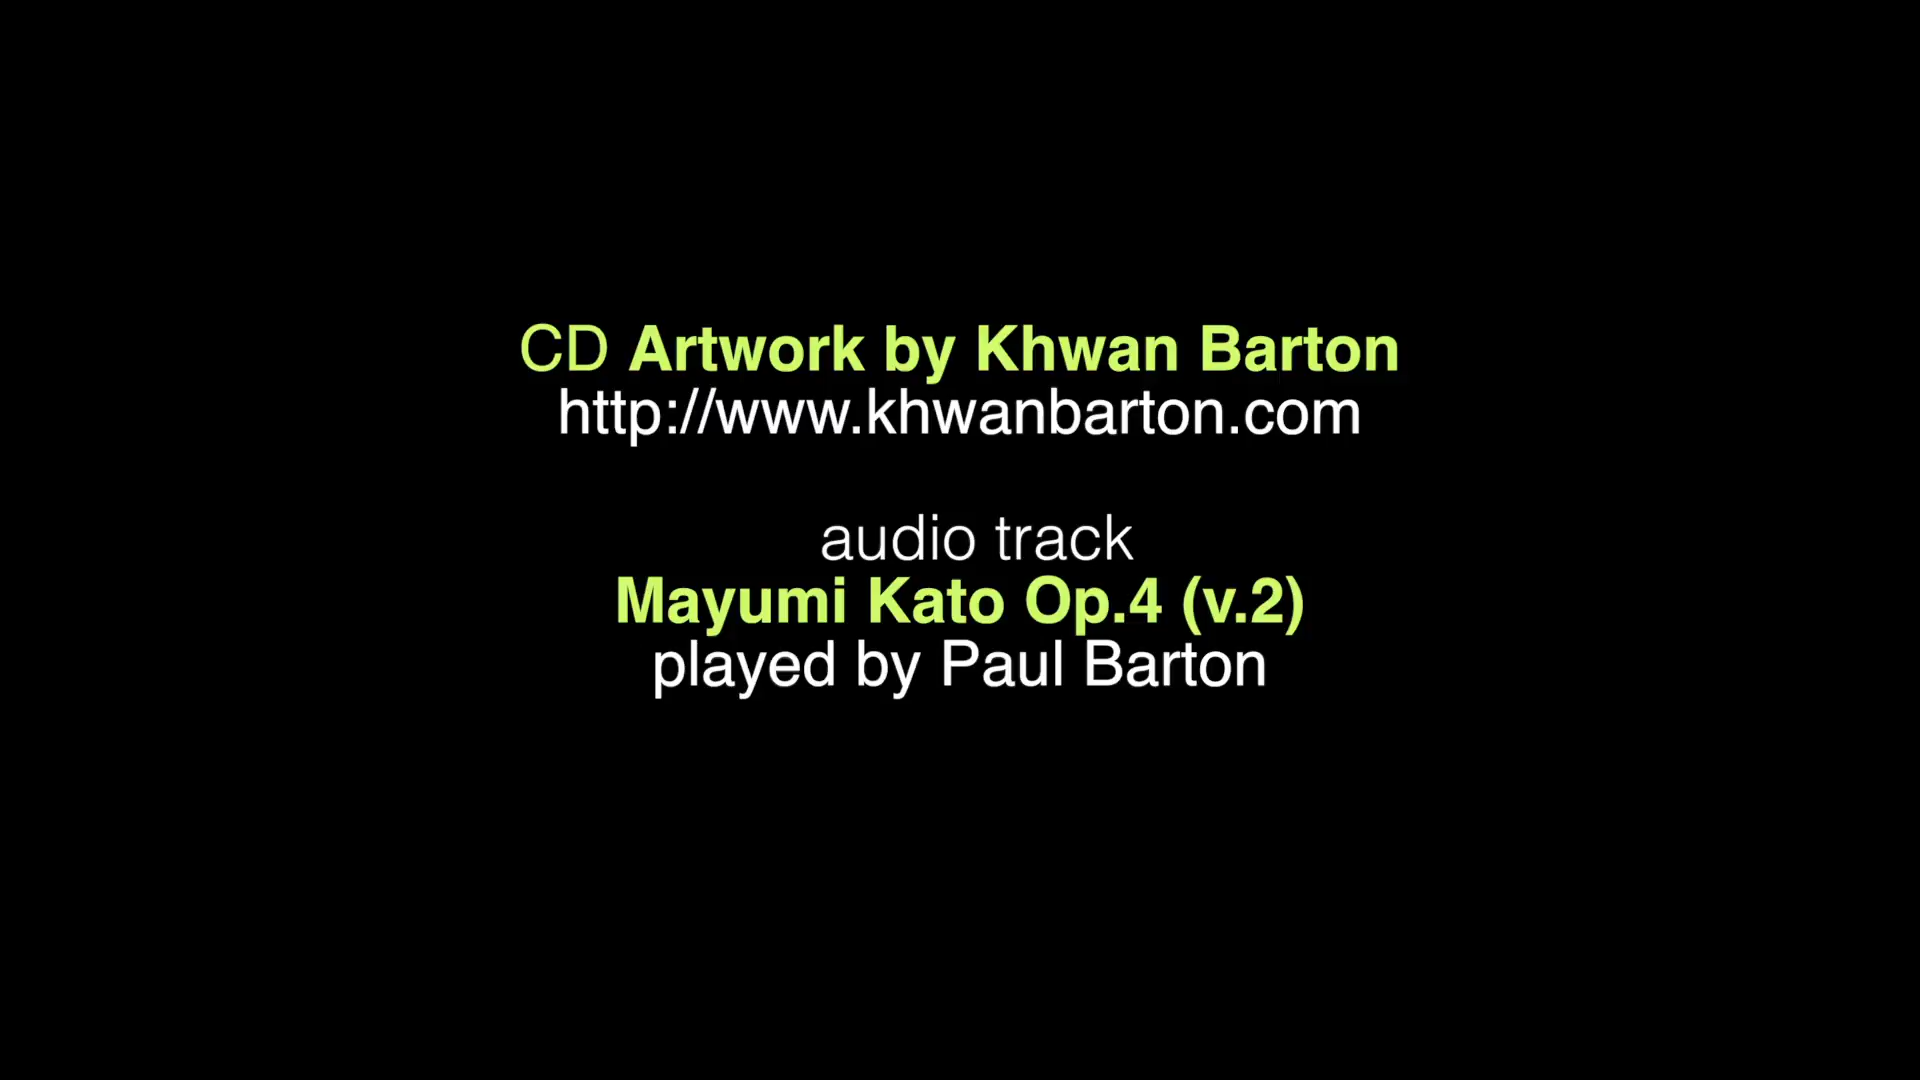 CD Artwork by Khwan Barton
http://www.khwanbarton.com
audio track
Mayumi Kato Op.4 (v.2)
played by Paul Barton